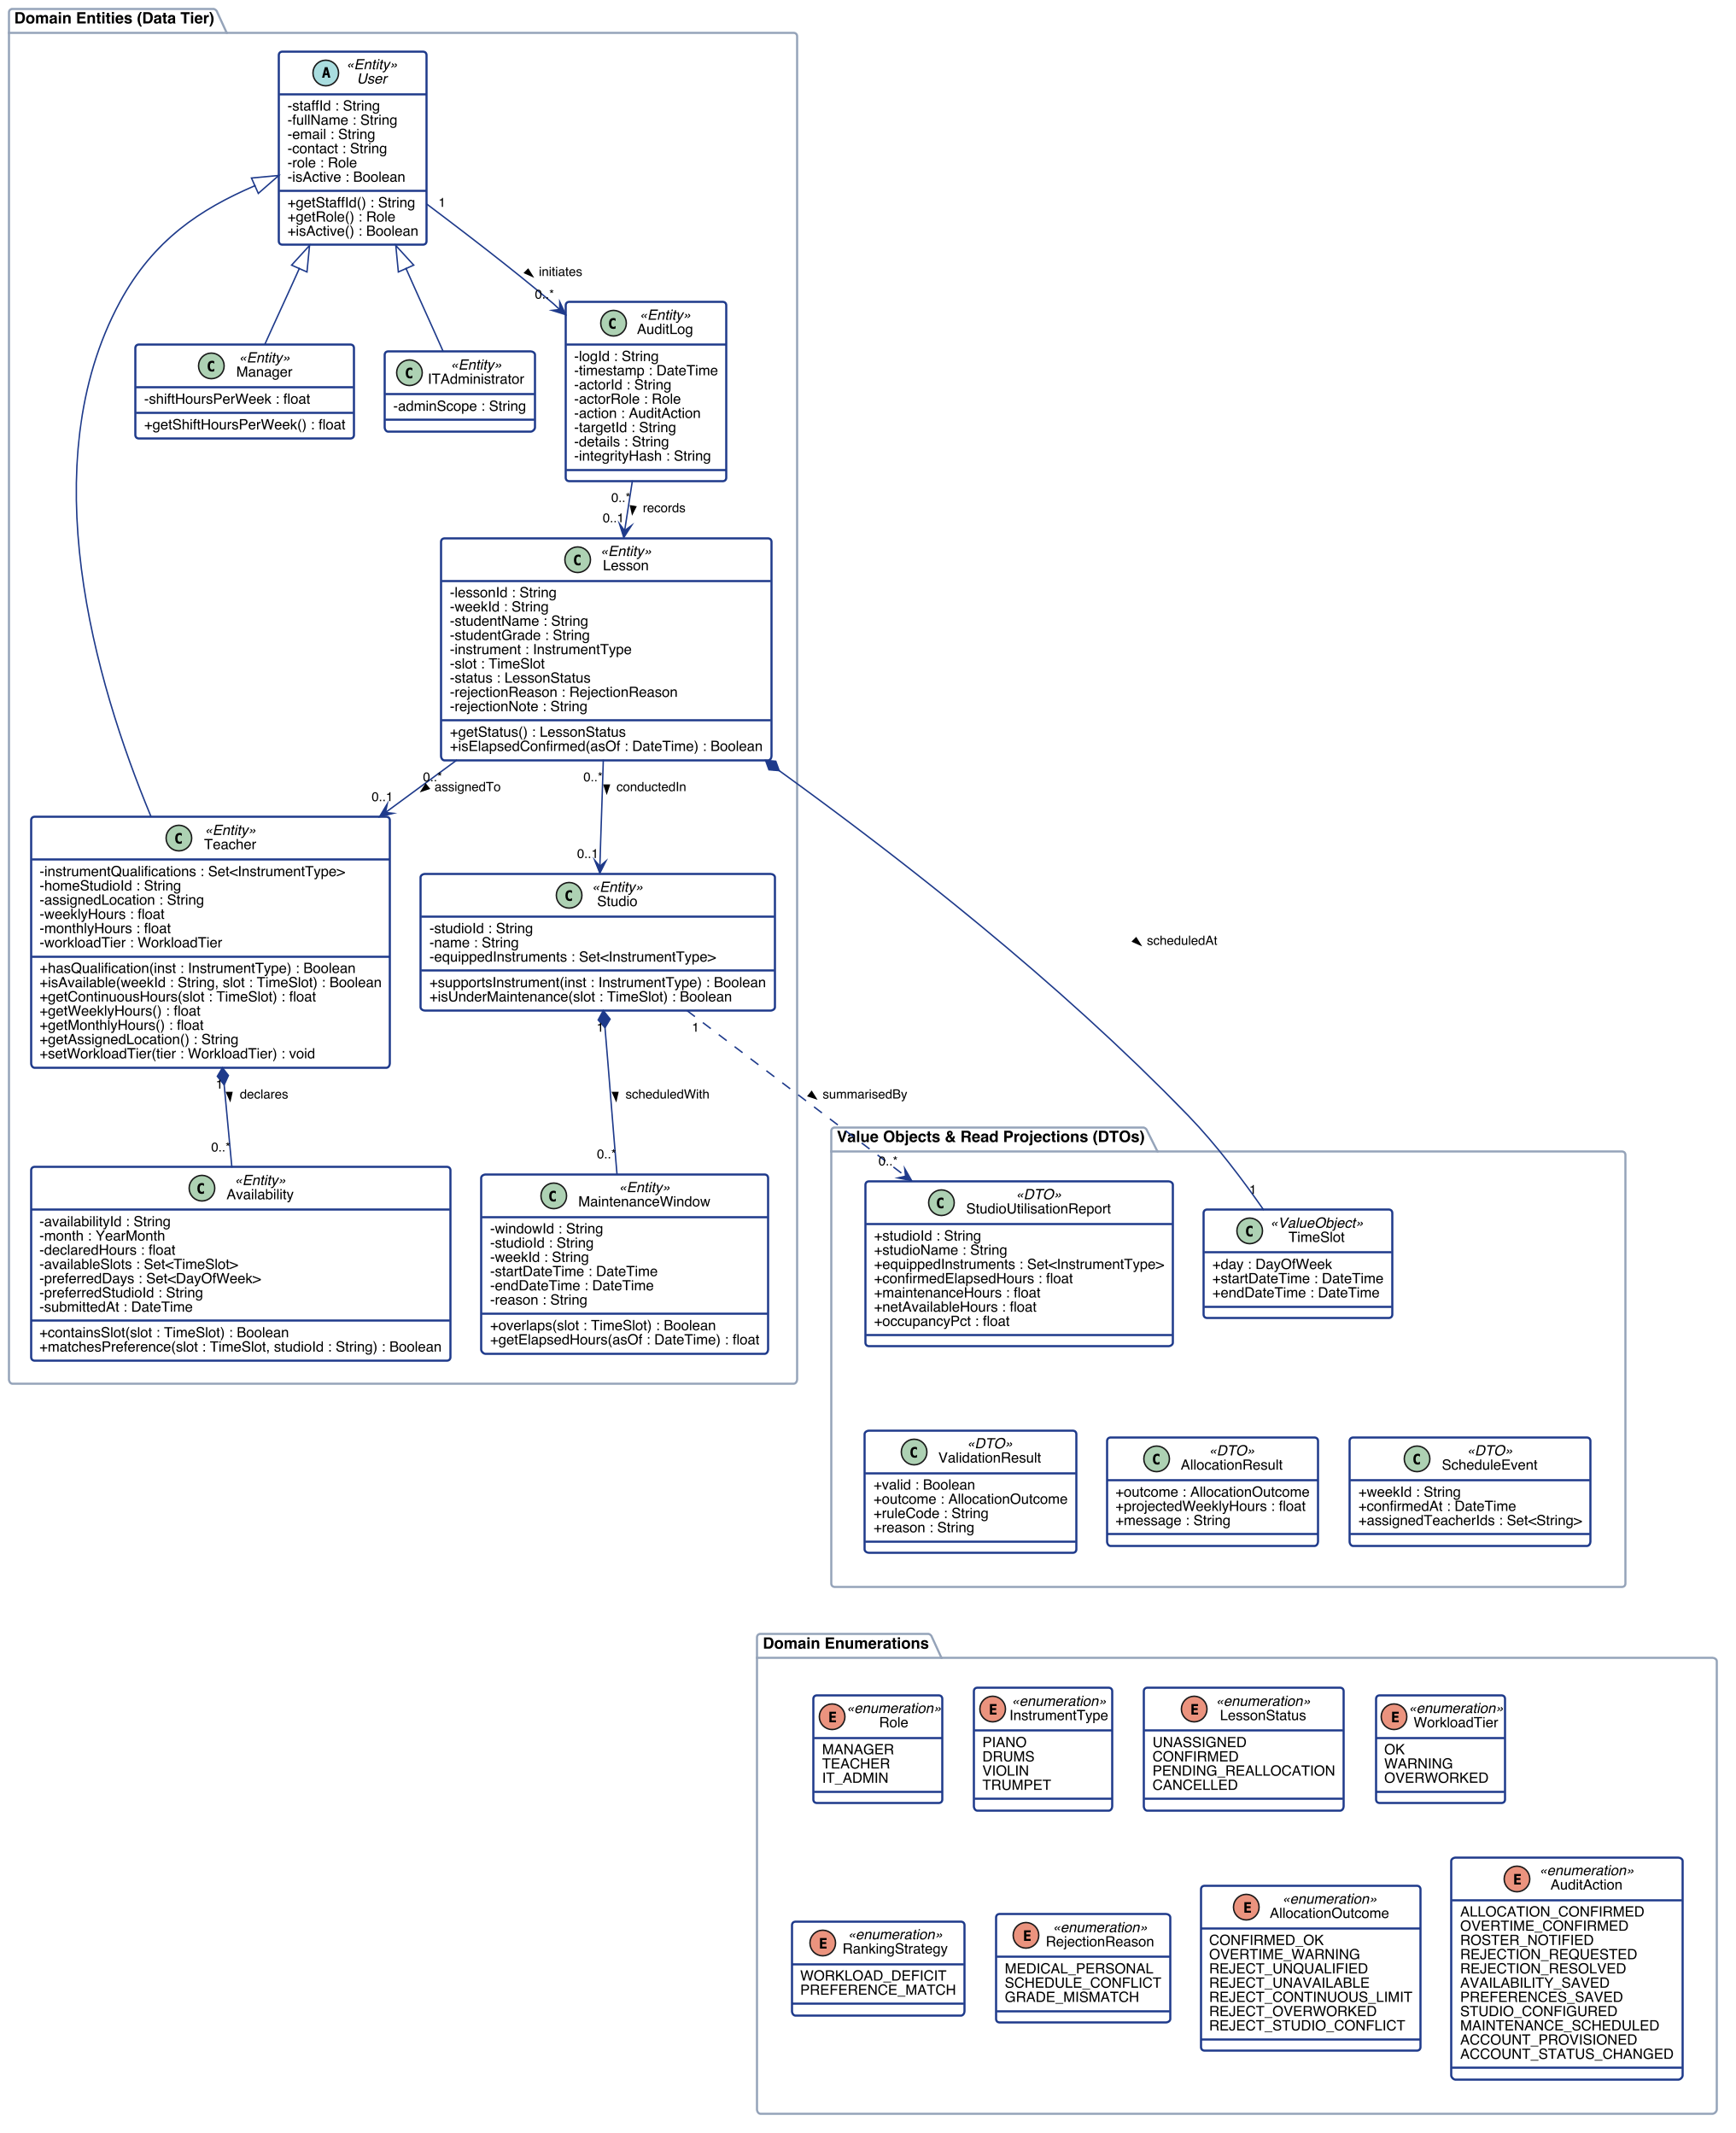 Domain Entities (Data Tier)
«Entity»
A
User
-staffId : String
-fullName : String
-email : String
-contact : String
-role : Role
-isActive : Boolean
+getStaffId() : String
+getRole() : Role
+isActive() : Boolean
1
initiates
0..*
«Entity»
C
Manager
-shiftHoursPerWeek : float
+getShiftHoursPerWeek() : float
«Entity»
C
ITAdministrator
-adminScope : String
«Entity»
C
AuditLog
-logId : String
-timestamp : DateTime
-actorId : String
-actorRole : Role
-action : AuditAction
-targetId : String
-details : String
-integrityHash : String
0..*
records
0..1
«Entity»
C
Lesson
-lessonId : String
-weekId : String
-studentName : String
-studentGrade : String
-instrument : InstrumentType
-slot : TimeSlot
-status : LessonStatus
-rejectionReason : RejectionReason
-rejectionNote : String
+getStatus() : LessonStatus
+isElapsedConfirmed(asOf : DateTime) : Boolean
0..*
assignedTo
0..1
0..*
conductedIn
0..1
scheduledAt
1
«Entity»
C
Teacher
-instrumentQualifications : Set<InstrumentType>
-homeStudioId : String
-assignedLocation : String
-weeklyHours : float
-monthlyHours : float
-workloadTier : WorkloadTier
+hasQualification(inst : InstrumentType) : Boolean
+isAvailable(weekId : String, slot : TimeSlot) : Boolean
+getContinuousHours(slot : TimeSlot) : float
+getWeeklyHours() : float
+getMonthlyHours() : float
+getAssignedLocation() : String
+setWorkloadTier(tier : WorkloadTier) : void
«Entity»
C
Studio
-studioId : String
-name : String
-equippedInstruments : Set<InstrumentType>
+supportsInstrument(inst : InstrumentType) : Boolean
+isUnderMaintenance(slot : TimeSlot) : Boolean
1
declares
0..*
1
scheduledWith
0..*
1
summarisedBy
0..*
«Entity»
C
Availability
-availabilityId : String
-month : YearMonth
-declaredHours : float
-availableSlots : Set<TimeSlot>
-preferredDays : Set<DayOfWeek>
-preferredStudioId : String
-submittedAt : DateTime
+containsSlot(slot : TimeSlot) : Boolean
+matchesPreference(slot : TimeSlot, studioId : String) : Boolean
«Entity»
C
MaintenanceWindow
-windowId : String
-studioId : String
-weekId : String
-startDateTime : DateTime
-endDateTime : DateTime
-reason : String
+overlaps(slot : TimeSlot) : Boolean
+getElapsedHours(asOf : DateTime) : float
Value Objects & Read Projections (DTOs)
«DTO»
C
StudioUtilisationReport
+studioId : String
+studioName : String
+equippedInstruments : Set<InstrumentType>
+confirmedElapsedHours : float
+maintenanceHours : float
+netAvailableHours : float
+occupancyPct : float
«ValueObject»
C
TimeSlot
+day : DayOfWeek
+startDateTime : DateTime
+endDateTime : DateTime
«DTO»
C
ValidationResult
+valid : Boolean
+outcome : AllocationOutcome
+ruleCode : String
+reason : String
«DTO»
C
AllocationResult
+outcome : AllocationOutcome
+projectedWeeklyHours : float
+message : String
«DTO»
C
ScheduleEvent
+weekId : String
+confirmedAt : DateTime
+assignedTeacherIds : Set<String>
Domain Enumerations
«enumeration»
E
Role
MANAGER
TEACHER
IT_ADMIN
«enumeration»
E
InstrumentType
PIANO
DRUMS
VIOLIN
TRUMPET
«enumeration»
E
LessonStatus
UNASSIGNED
CONFIRMED
PENDING_REALLOCATION
CANCELLED
«enumeration»
E
WorkloadTier
OK
WARNING
OVERWORKED
«enumeration»
E
RankingStrategy
WORKLOAD_DEFICIT
PREFERENCE_MATCH
«enumeration»
E
RejectionReason
MEDICAL_PERSONAL
SCHEDULE_CONFLICT
GRADE_MISMATCH
«enumeration»
E
AllocationOutcome
CONFIRMED_OK
OVERTIME_WARNING
REJECT_UNQUALIFIED
REJECT_UNAVAILABLE
REJECT_CONTINUOUS_LIMIT
REJECT_OVERWORKED
REJECT_STUDIO_CONFLICT
«enumeration»
E
AuditAction
ALLOCATION_CONFIRMED
OVERTIME_CONFIRMED
ROSTER_NOTIFIED
REJECTION_REQUESTED
REJECTION_RESOLVED
AVAILABILITY_SAVED
PREFERENCES_SAVED
STUDIO_CONFIGURED
MAINTENANCE_SCHEDULED
ACCOUNT_PROVISIONED
ACCOUNT_STATUS_CHANGED